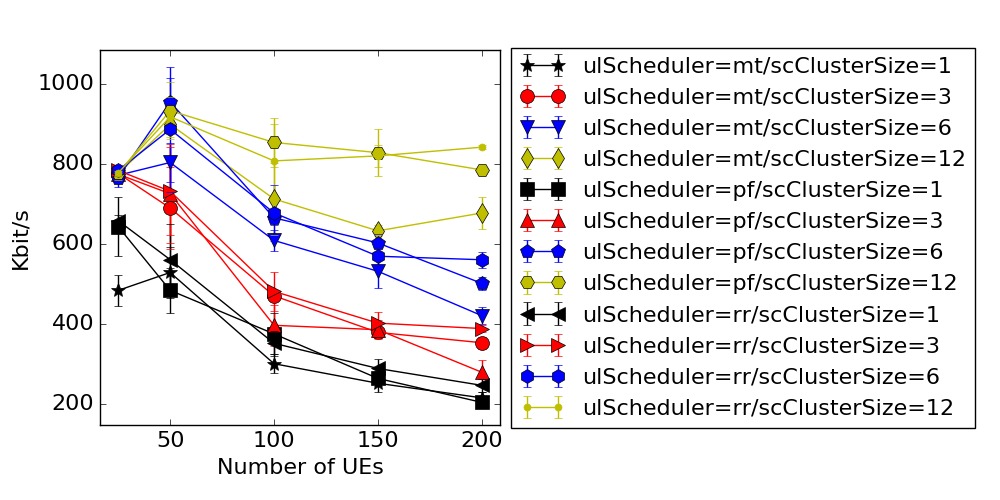 1000
800
600
400
200
Kbit/s
50 100 150 200
Number of UEs
ulScheduler=mt/scClusterSize=1
ulScheduler=mt/scClusterSize=3
ulScheduler=mt/scClusterSize=6
ulScheduler=mt/scClusterSize=12
ulScheduler=pf/scClusterSize=1
ulScheduler=pf/scClusterSize=3
ulScheduler=pf/scClusterSize=6
ulScheduler=pf/scClusterSize=12
ulScheduler=rr/scClusterSize=1
ulScheduler=rr/scClusterSize=3
ulScheduler=rr/scClusterSize=6
ulScheduler=rr/scClusterSize=12